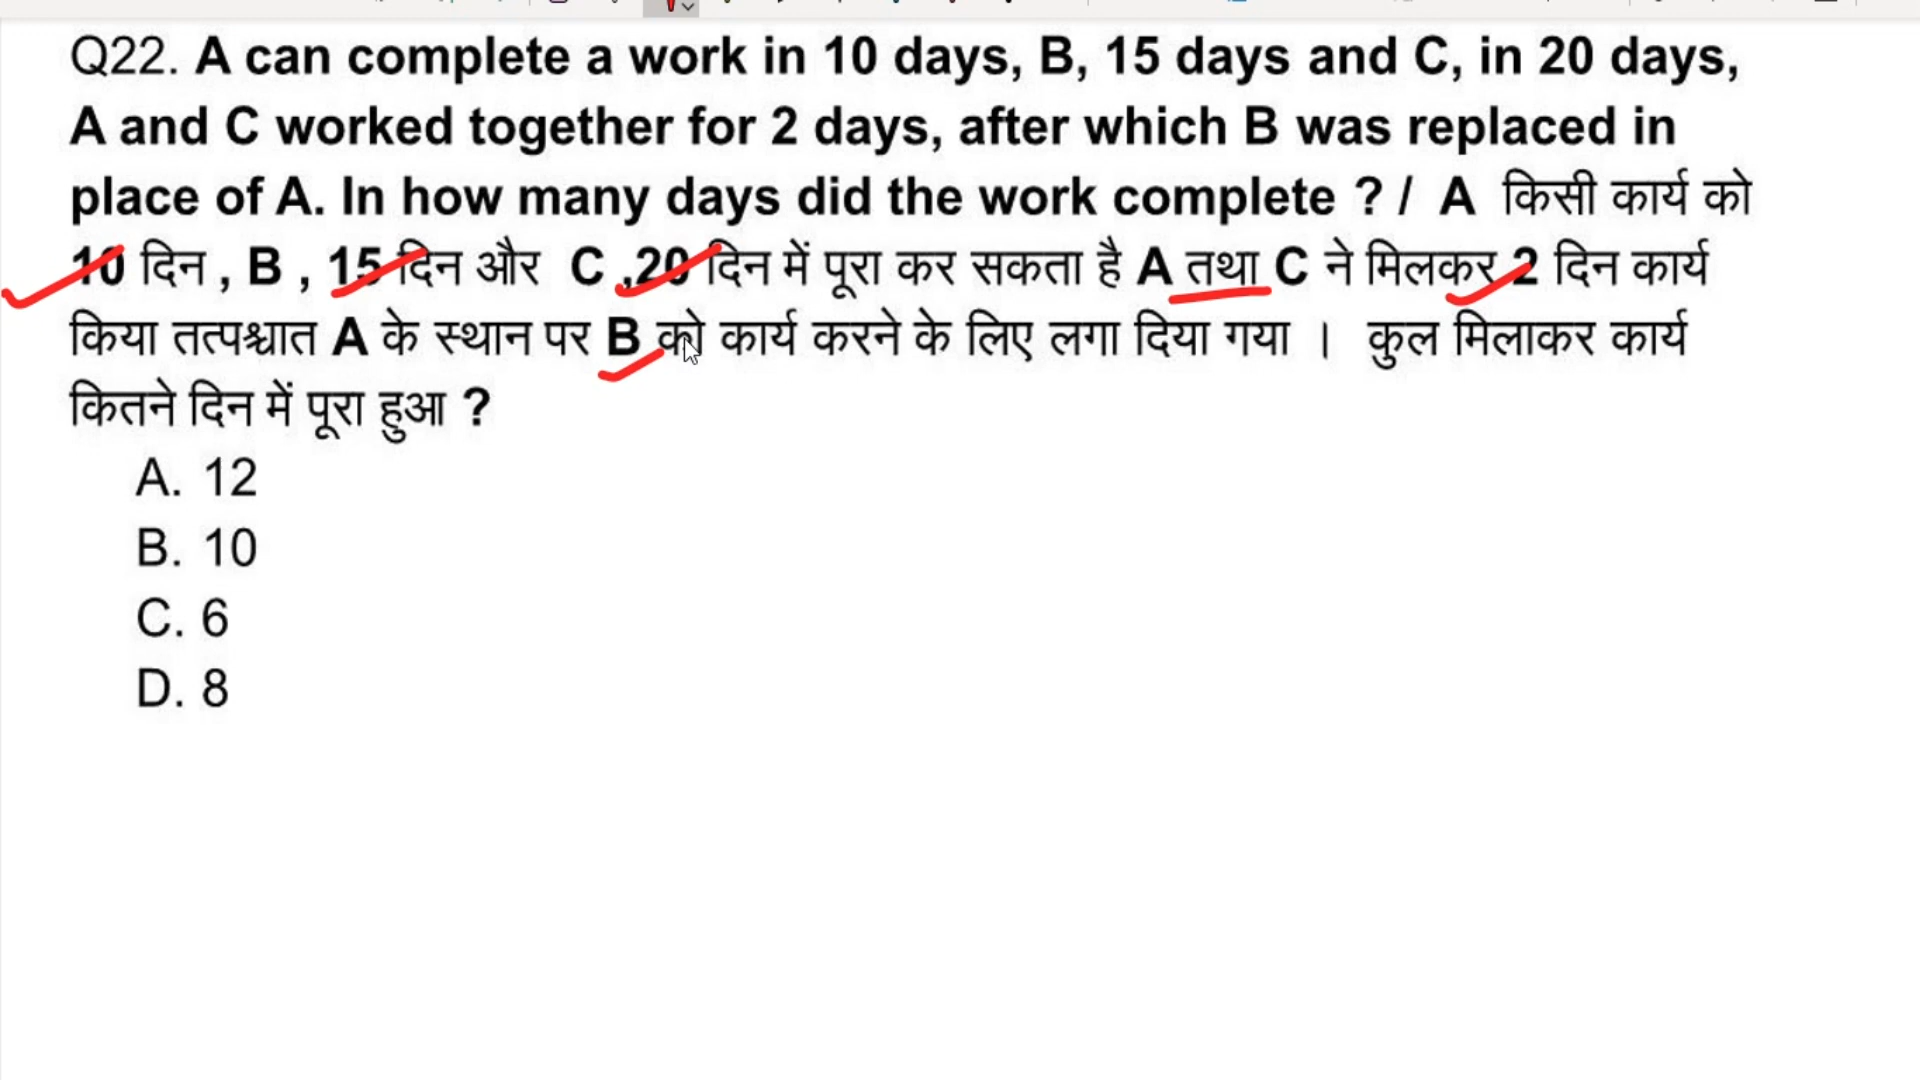 Q22. A can complete a work in 10 days, B, 15 days and C, in 20 days,
A and C worked together for 2 days, after which B was replaced in
place of A. In how many days did the work complete ? / A किसी कार्य को
10 दिन , B , 15 दिन और C ,20 दिन में पूरा कर सकता है A तथा C ने मिलकर 2 दिन कार्य
किया तत्पश्चात A के स्थान पर B को कार्य करने के लिए लगा दिया गया । कुल मिलाकर कार्य
कितने दिन में पूरा हुआ ?
A. 12
B. 10
C. 6
D. 8